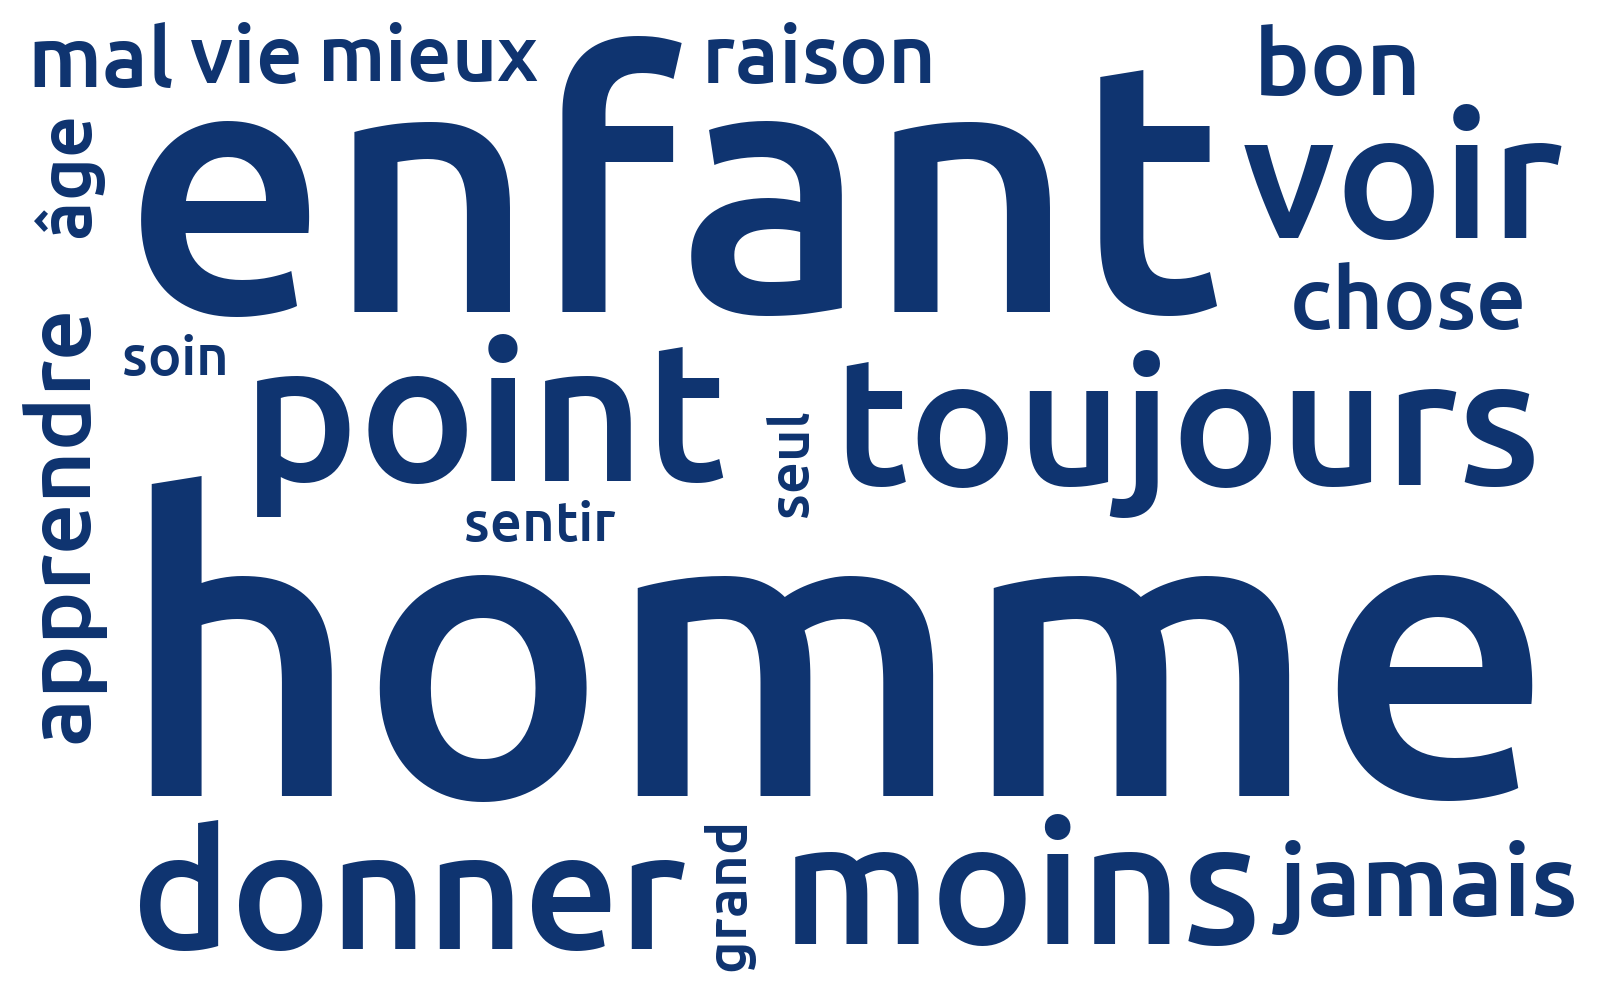 mal vie mieux raison bon
âge
enfant
voir
chose
apprendre
soin
point
seul
toujours
sentir
homme
donner
grand
moins
jamais